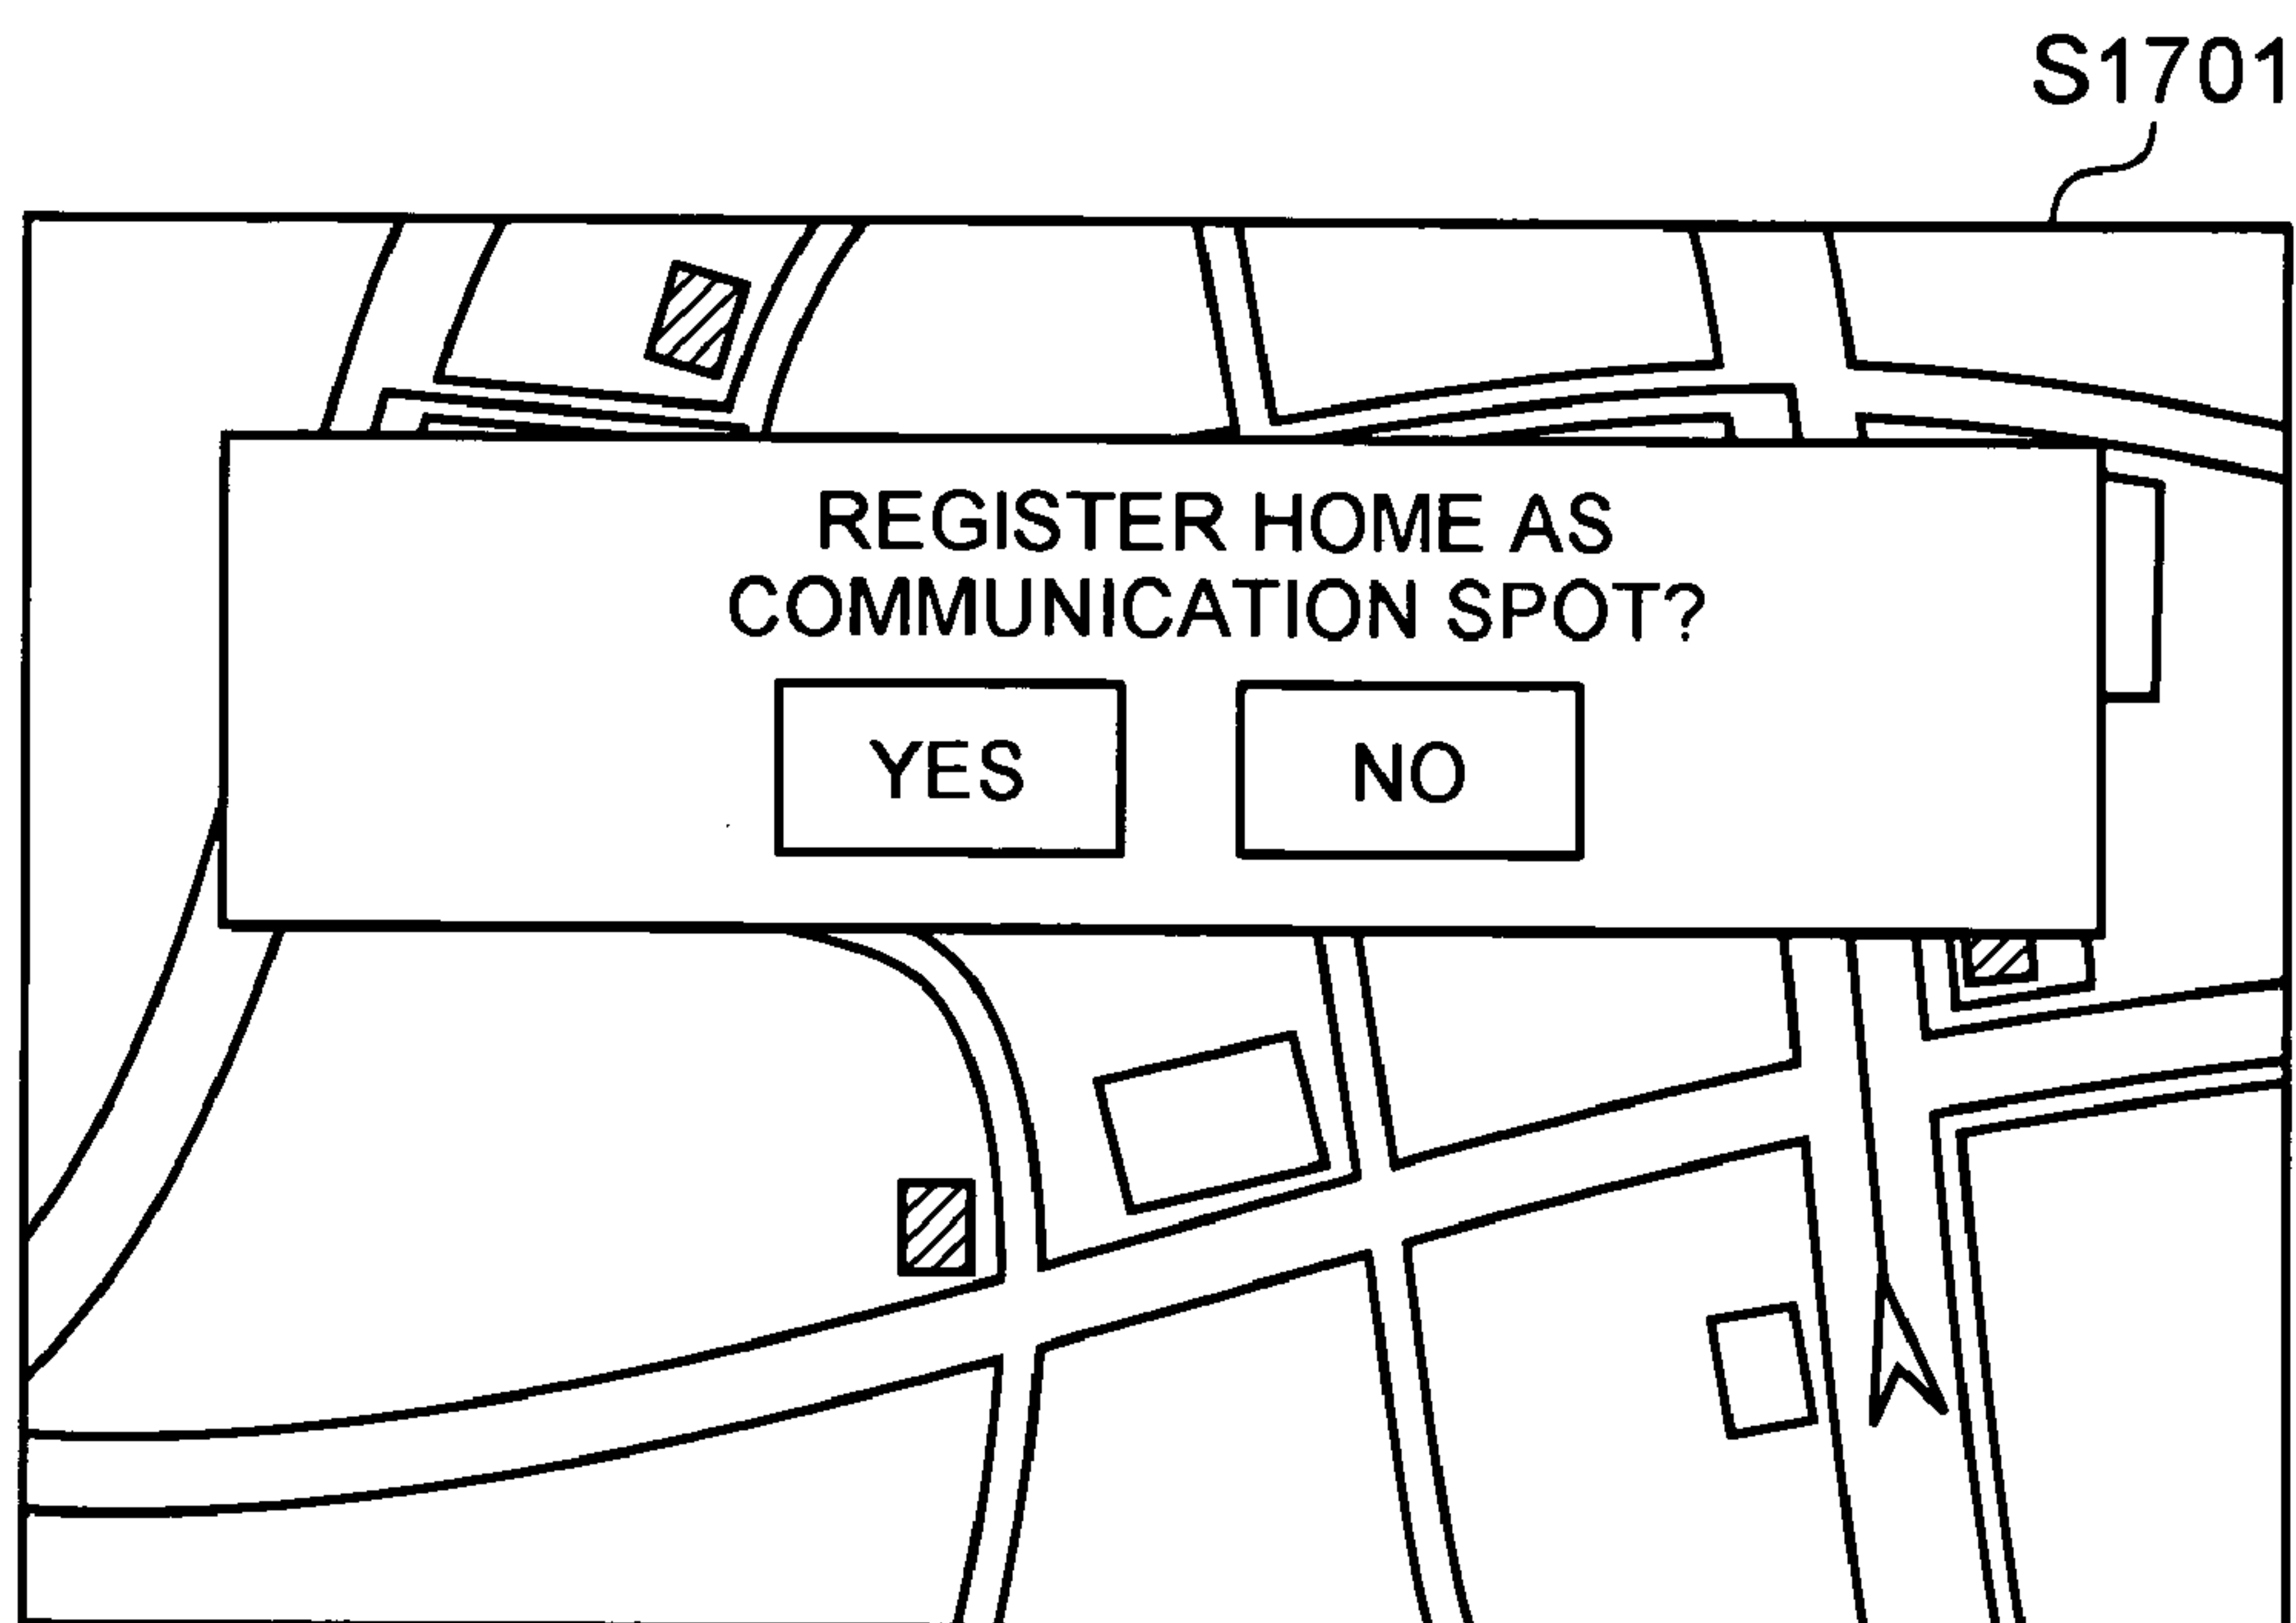 S1701
REGISTER HOME AS
COMMUNICATION SPOT?
YES NO